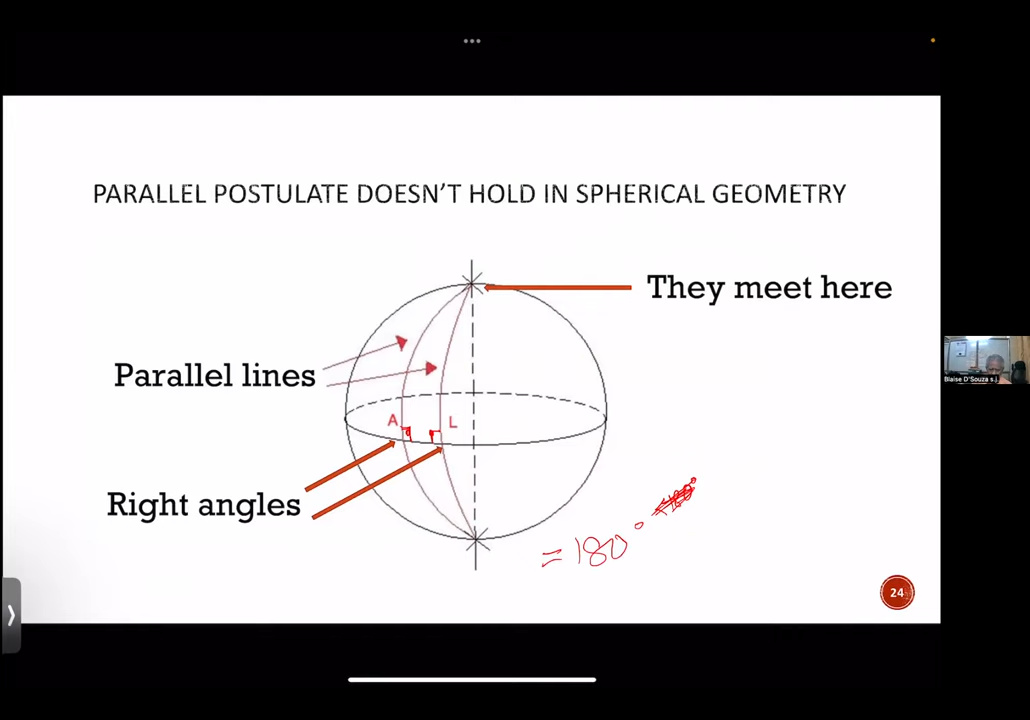 PARALLEL POSTULATE DOESN'T HOLD IN SPHERICAL GEOMETRY
They meet here
Parallel lines
A
L
Right angles
= 180°
24
Blaise D'Souza s.j.